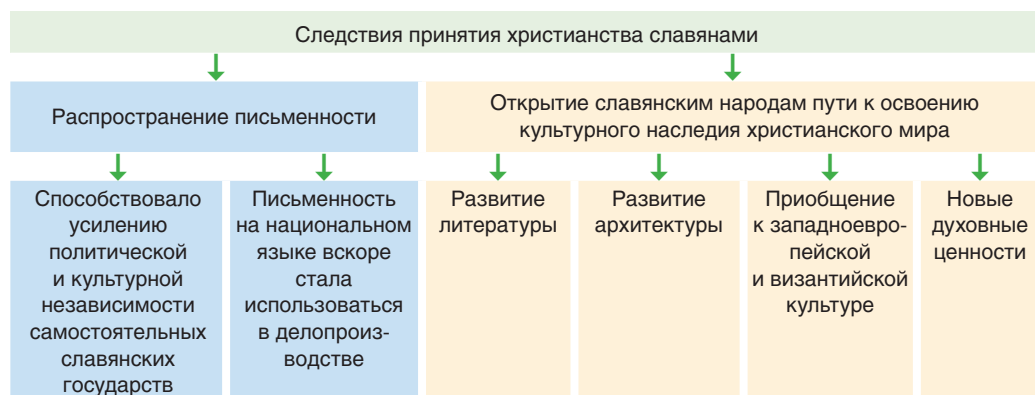 Следствия принятия христианства славянами
Распространение письменности
Открытие славянским народам пути к освоению
культурного наследия христианского мира
Способствовало
усилению
политической
и культурной
независимости
самостоятельных
славянских
государств
Письменность
на национальном
языке вскоре
стала
использоваться
в делопроиз-
водстве
Развитие
литературы
Развитие
архитектуры
Приобщение
к западноевро-
пейской
и византийской
культуре
Новые
духовные
ценности